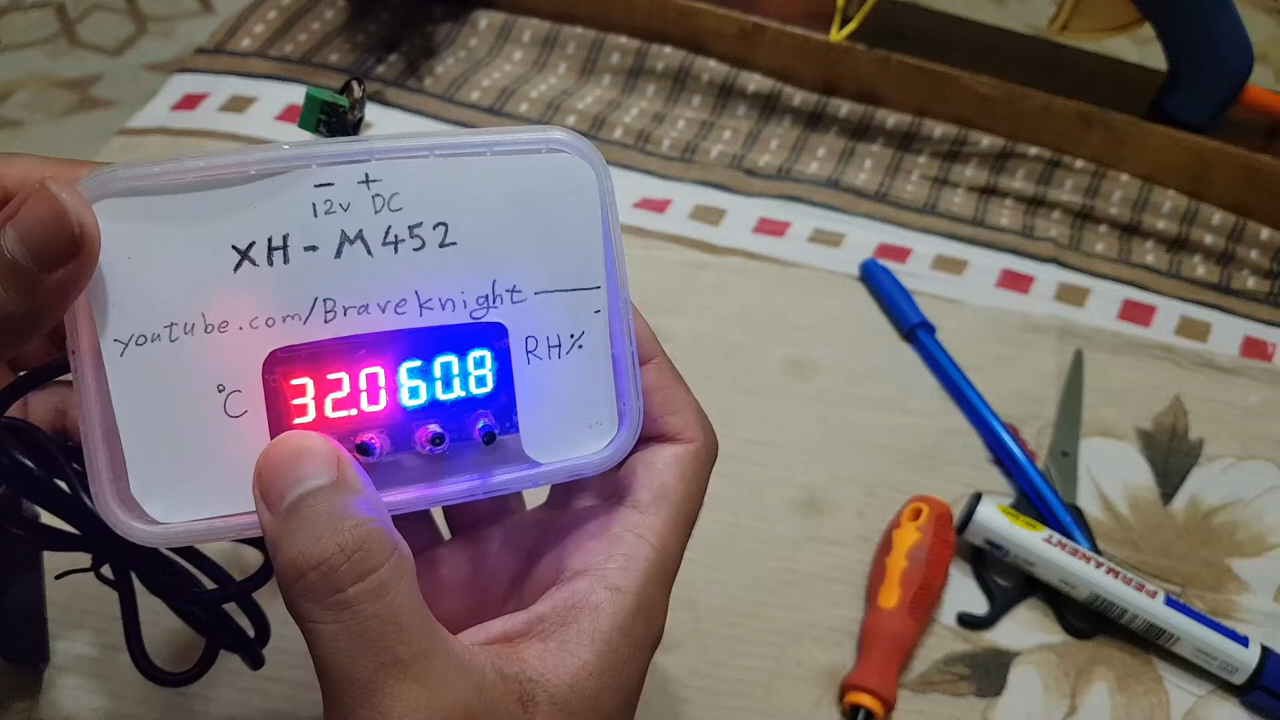 - +
12v DC
XH-M452
youtube.com/Braveknight
RH%
°C
32.0 60.8
PERMANENT